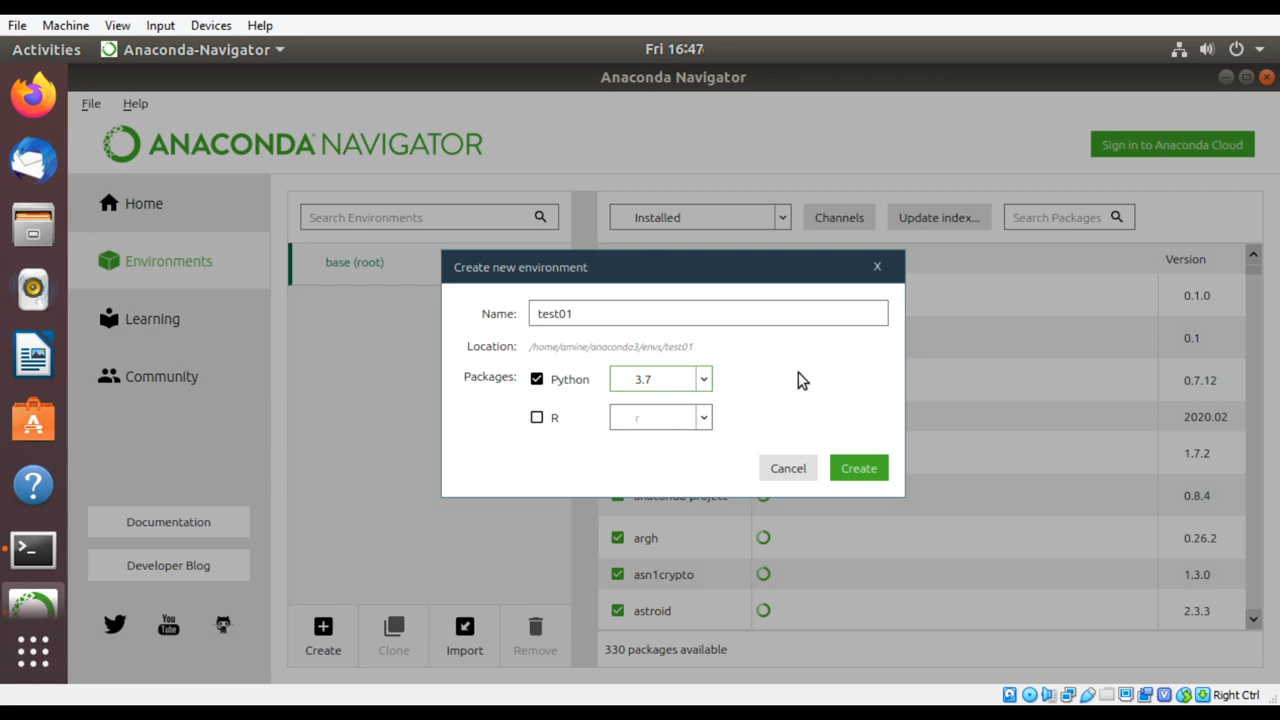 File Machine View Input Devices Help
Activities Anaconda-Navigator Fri 16:47
Anaconda Navigator
File Help
ANACONDA NAVIGATOR
Sign in to Anaconda Cloud
Home
Environments
Learning
Community
Documentation
Developer Blog
You Tube
Search Environments
base (root)
Create Clone Import Remove
Installed Channels Update index... Search Packages
Version
0.1.0
0.1
0.7.12
2020.02
1.7.2
anaconda-project 0.8.4
argh 0.26.2
asn1crypto 1.3.0
astroid 2.3.3
330 packages available
Create new environment X
Name: test01
Location: /home/amine/anaconda3/envs/test01
Packages: Python 3.7
R r
Cancel Create
Right Ctrl